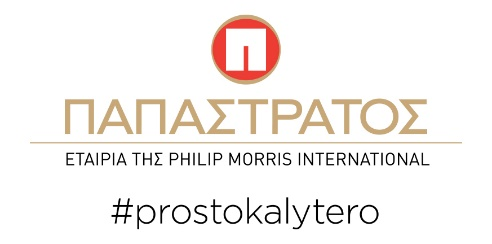 Π
ΠΑΠΑΣΤΡΑΤΟΣ
ΕΤΑΙΡΙΑ ΤΗΣ PHILIP MORRIS INTERNATIONAL
#prostokalytero